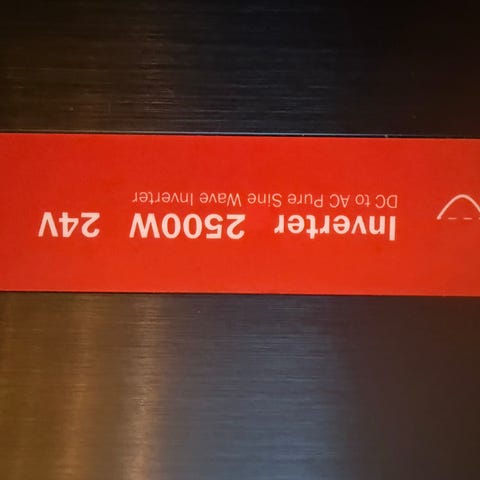 Inverter 2500W 24V
DC to AC Pure Sine Wave Inverter